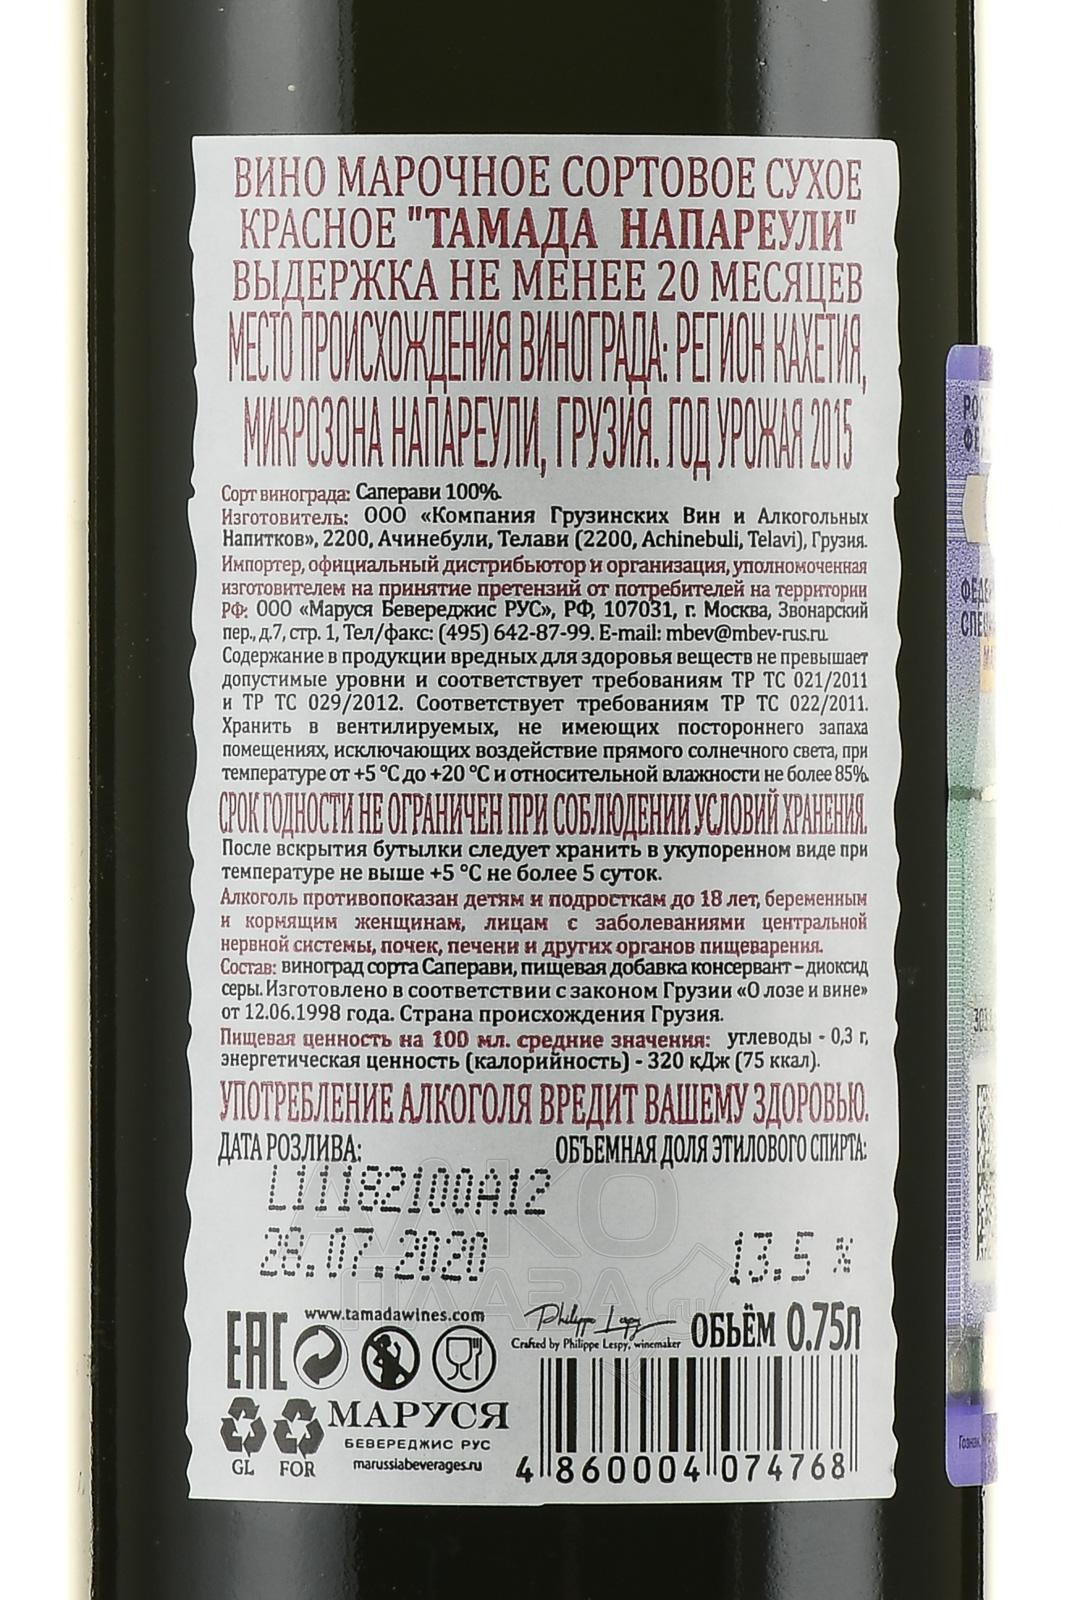 ВИНО МАРОЧНОЕ СОРТОВОЕ СУХОЕ
КРАСНОЕ "ТАМАДА НАПАРЕУЛИ"
ВЫДЕРЖКА НЕ МЕНЕЕ 20 МЕСЯЦЕВ
МЕСТО ПРОИСХОЖДЕНИЯ ВИНОГРАДА: РЕГИОН КАХЕТИЯ,
МИКРОЗОНА НАПАРЕУЛИ, ГРУЗИЯ. ГОД УРОЖАЯ 2015
Сорт винограда: Саперави 100%.
Изготовитель: ООО «Компания Грузинских Вин и Алкогольных
Напитков», 2200, Ачинебули, Телави (2200, Achinebuli, Telavi), Грузия.
Импортер, официальный дистрибьютор и организация, уполномоченная
изготовителем на принятие претензий от потребителей на территории
РФ: ООО «Маруся Бевереджис РУС», РФ, 107031, г. Москва, Звонарский
пер., д.7, стр. 1, Тел/факс: (495) 642-87-99. E-mail: mbev@mbev-rus.ru
Содержание в продукции вредных для здоровья веществ не превышает
допустимые уровни и соответствует требованиям ТР ТС 021/2011
и ТР ТС 029/2012. Соответствует требованиям ТР ТС 022/2011.
Хранить в вентилируемых, не имеющих постороннего запаха
помещениях, исключающих воздействие прямого солнечного света, при
температуре от +5 °C до +20 °C и относительной влажности не более 85%.
СРОК ГОДНОСТИ НЕ ОГРАНИЧЕН ПРИ СОБЛЮДЕНИИ УСЛОВИЙ ХРАНЕНИЯ.
После вскрытия бутылки следует хранить в укупоренном виде при
температуре не выше +5 °C не более 5 суток.
Алкоголь противопоказан детям и подросткам до 18 лет, беременным
и кормящим женщинам, лицам с заболеваниями центральной
нервной системы, почек, печени и других органов пищеварения.
Состав: виноград сорта Саперави, пищевая добавка консервант – диоксид
серы. Изготовлено в соответствии с законом Грузии «О лозе и вине»
от 12.06.1998 года. Страна происхождения Грузия.
Пищевая ценность на 100 мл. средние значения: углеводы - 0,3 г,
энергетическая ценность (калорийность) - 320 кДж (75 ккал).
УПОТРЕБЛЕНИЕ АЛКОГОЛЯ ВРЕДИТ ВАШЕМУ ЗДОРОВЬЮ.
ДАТА РОЗЛИВА: ОБЪЕМНАЯ ДОЛЯ ЭТИЛОВОГО СПИРТА:
L11182100A12
28.07.2020 13.5 %
www.tamadawines.com
Philippe Lespy
Crafted by Philippe Lespy, winemaker
ОБЪЁМ 0.75Л
EAC
МАРУСЯ
БЕВЕРЕДЖИС РУС
marussiabeverages.ru
GL FOR
4 860004 074768
АЛКО
ПЛАЗА.ru